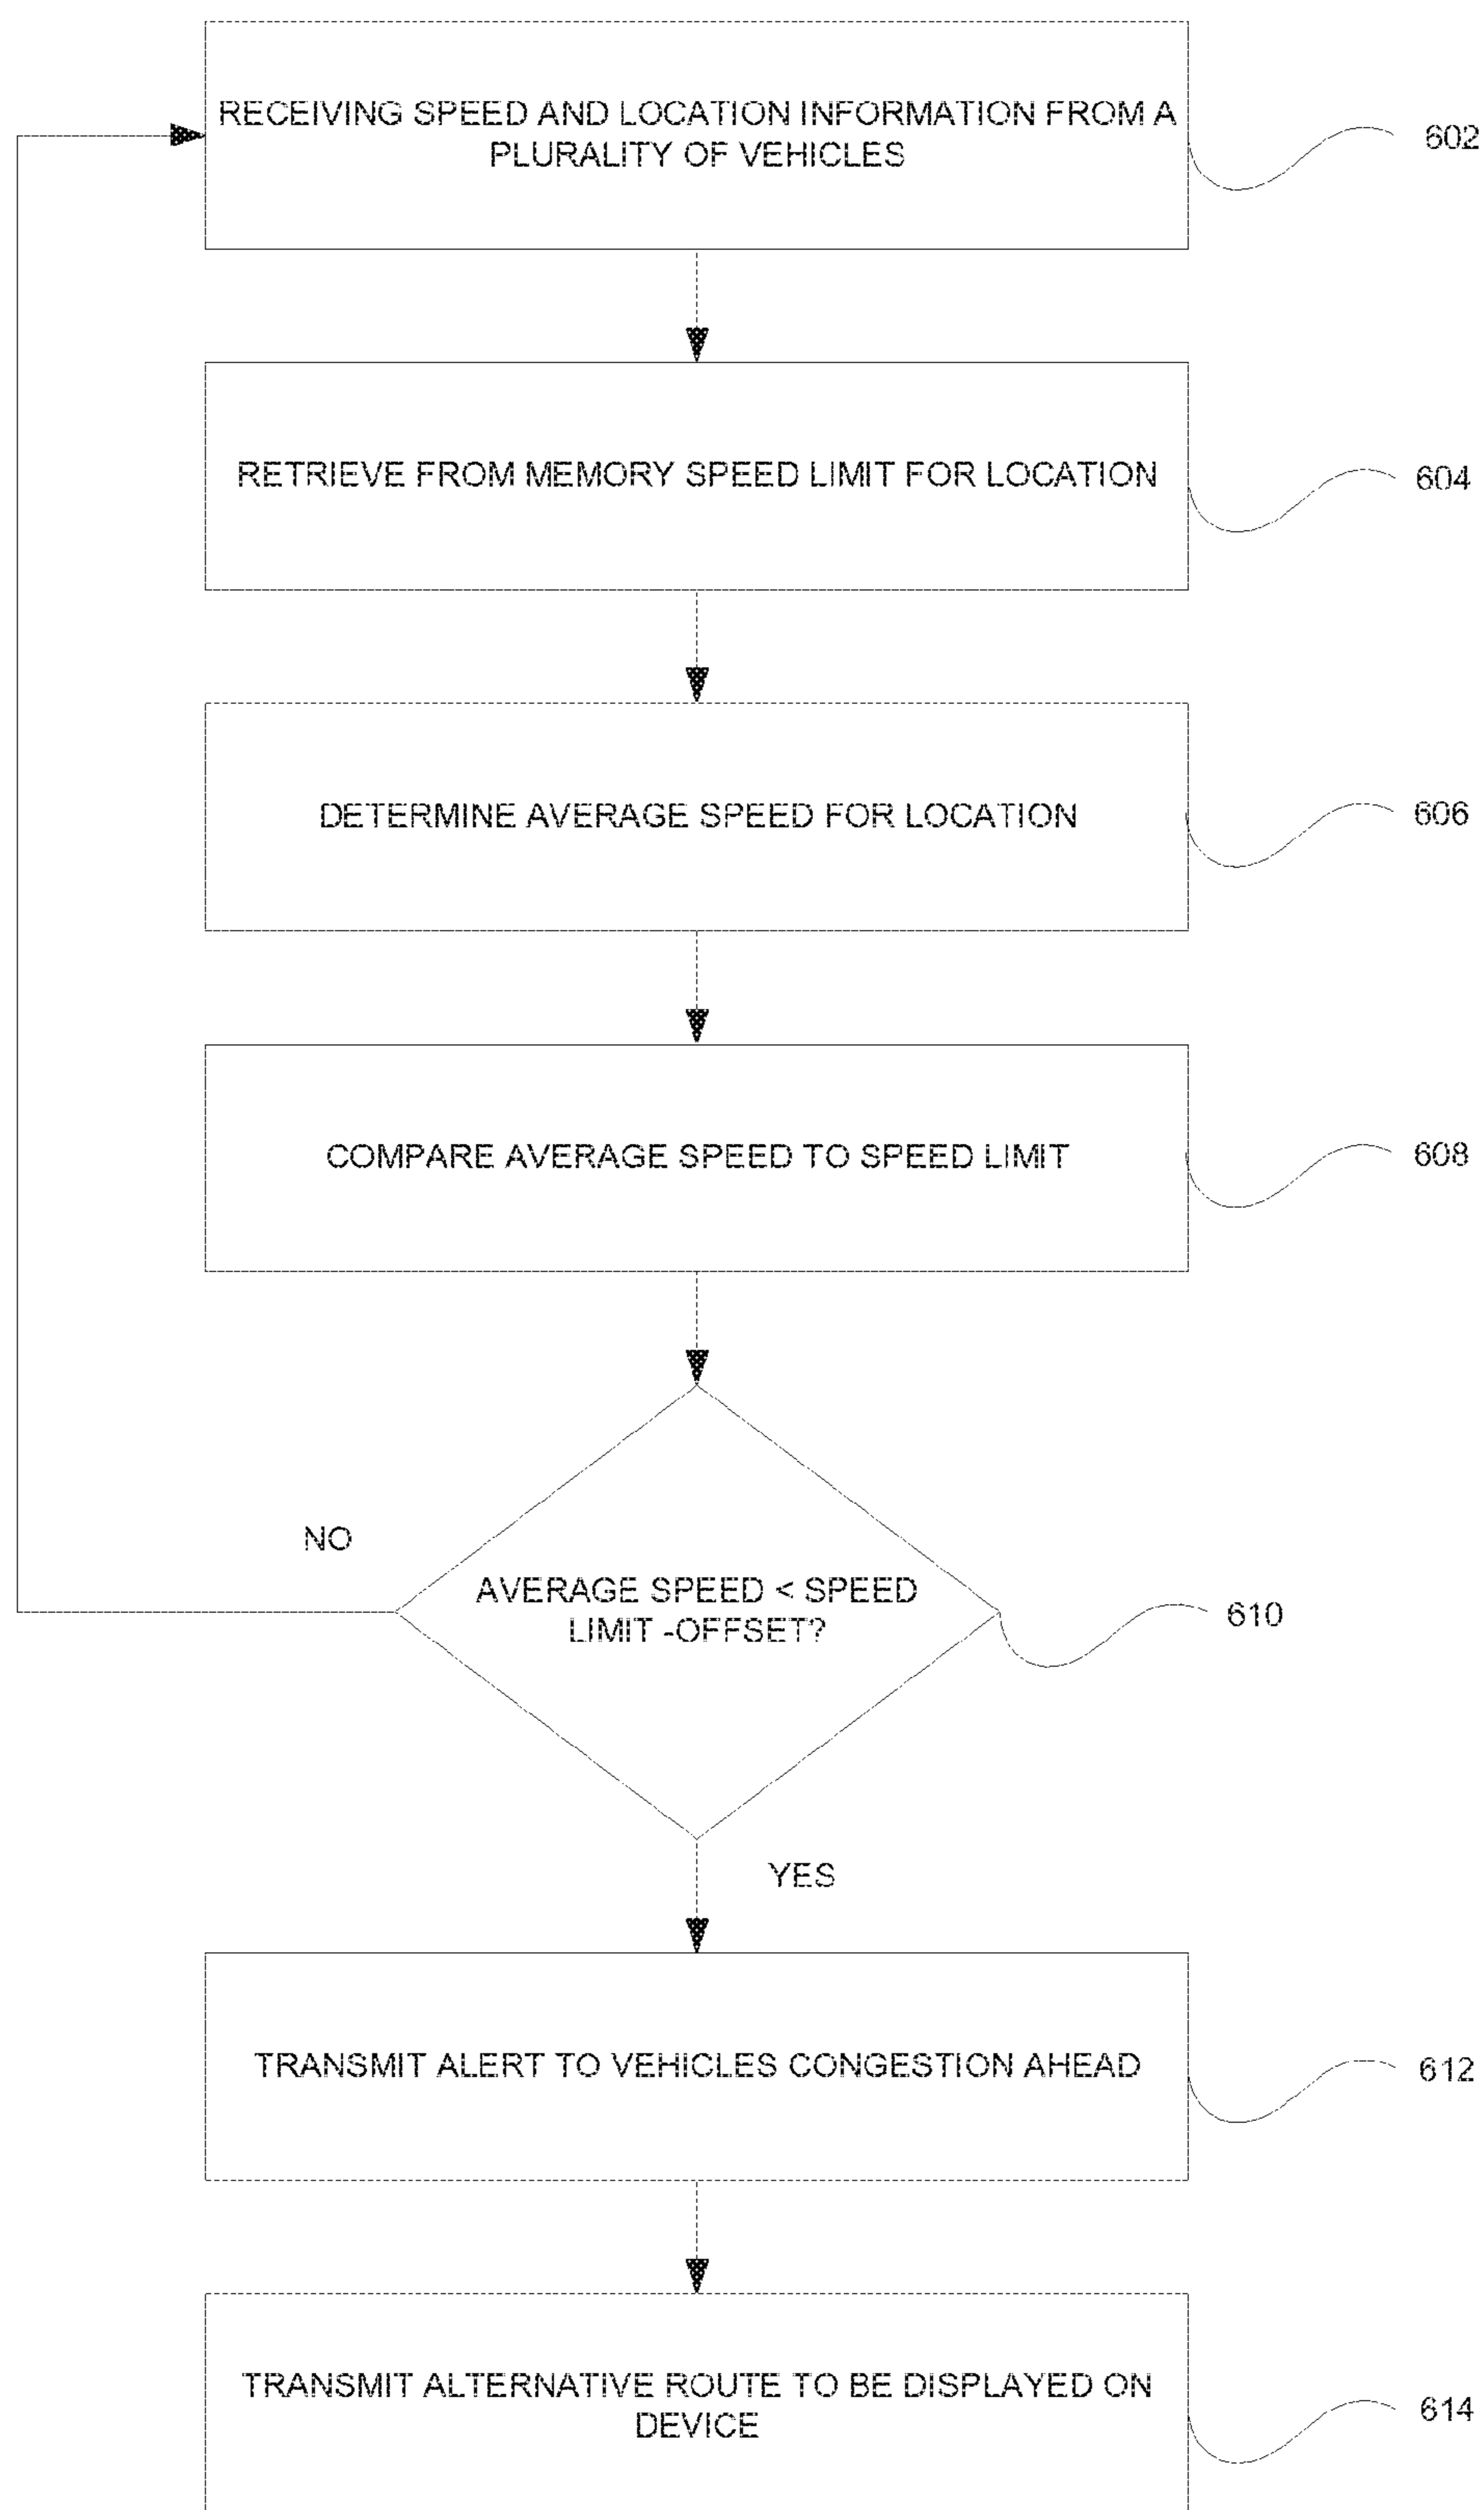 RECEIVING SPEED AND LOCATION INFORMATION FROM A
PLURALITY OF VEHICLES
602
RETRIEVE FROM MEMORY SPEED LIMIT FOR LOCATION
604
DETERMINE AVERAGE SPEED FOR LOCATION
606
COMPARE AVERAGE SPEED TO SPEED LIMIT
608
NO
AVERAGE SPEED < SPEED
LIMIT -OFFSET?
610
YES
TRANSMIT ALERT TO VEHICLES CONGESTION AHEAD
612
TRANSMIT ALTERNATIVE ROUTE TO BE DISPLAYED ON
DEVICE
614